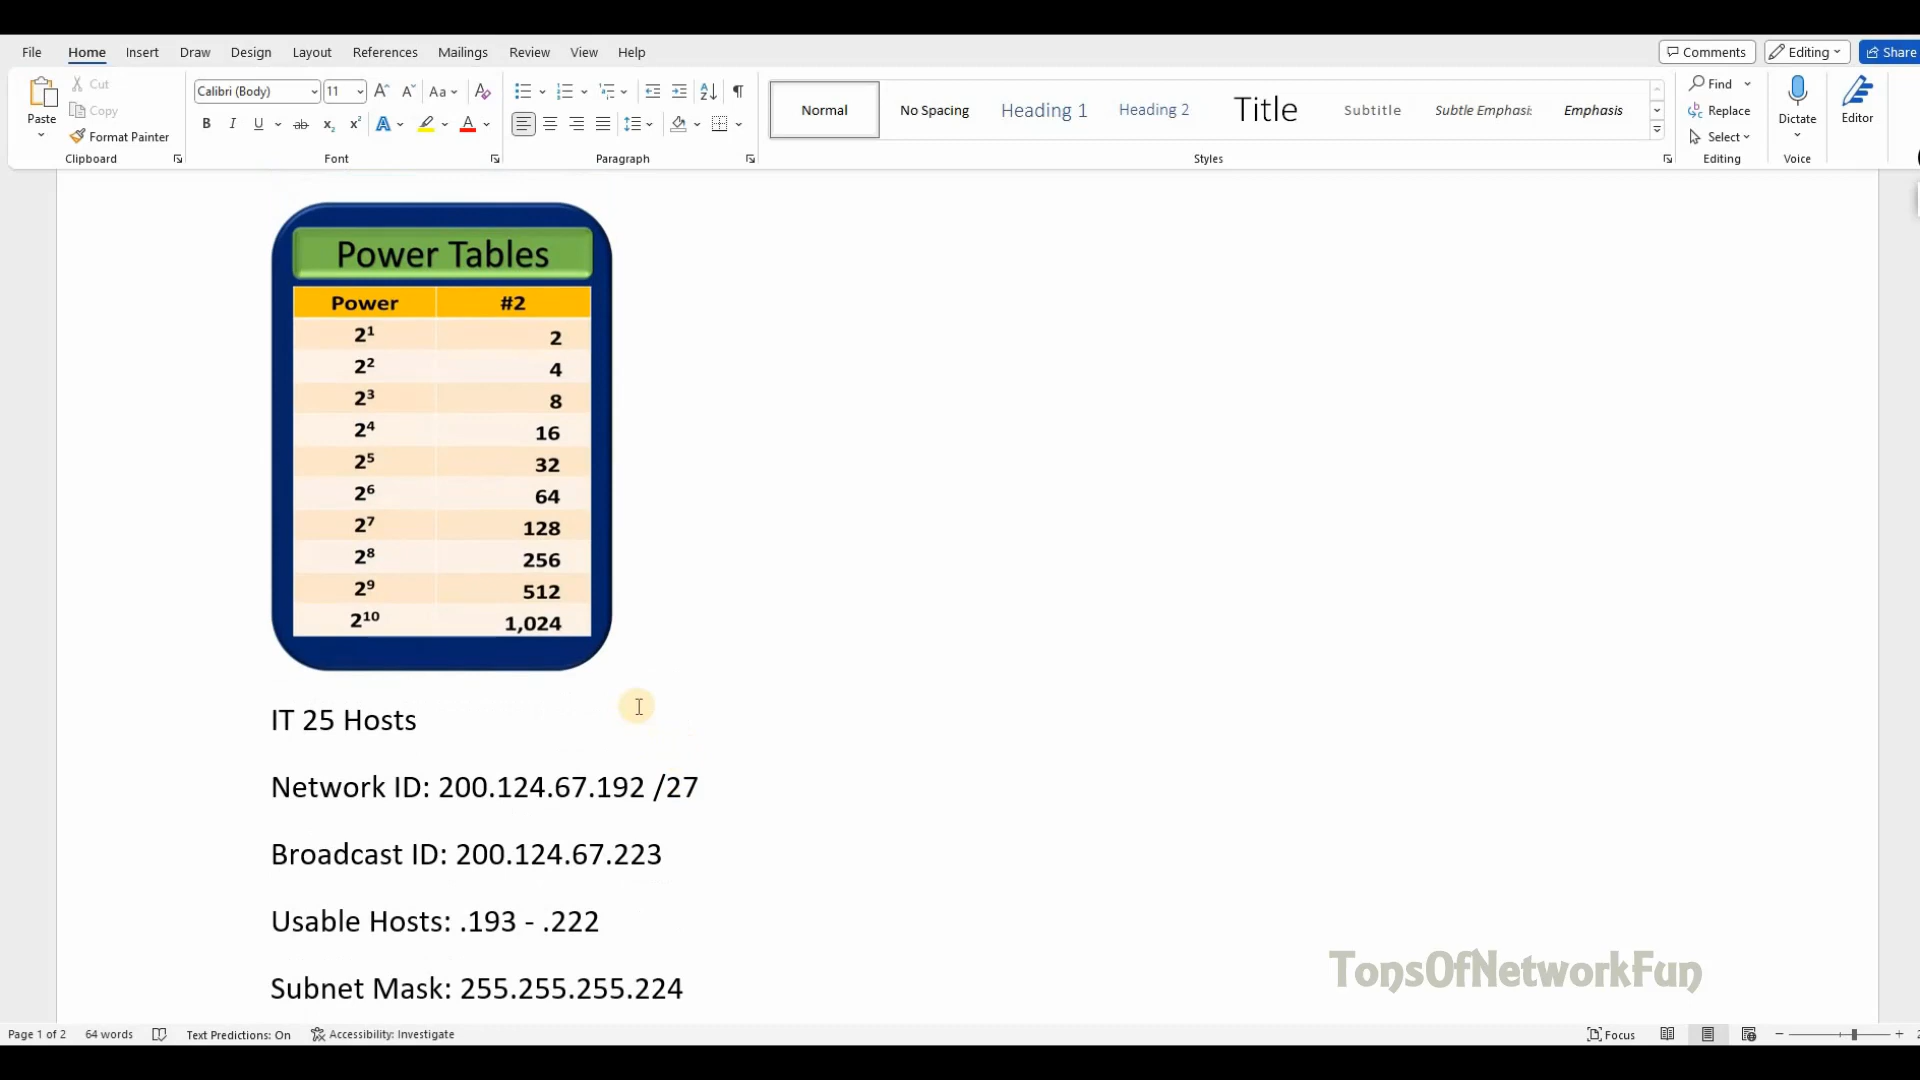 File Home Insert Draw Design Layout References Mailings Review View Help Comments Editing Share
Paste Cut Copy Format Painter Clipboard
Calibri (Body) 11 Font
Paragraph
Normal No Spacing Heading 1 Heading 2 Title Subtitle Subtle Emphasi: Emphasis Styles
Find Replace Select Editing
Dictate Voice
Editor
Power Tables
Power #2
2¹ 2
2² 4
2³ 8
2⁴ 16
2⁵ 32
2⁶ 64
2⁷ 128
2⁸ 256
2⁹ 512
2¹⁰ 1,024
IT 25 Hosts
Network ID: 200.124.67.192 /27
Broadcast ID: 200.124.67.223
Usable Hosts: .193 - .222
Subnet Mask: 255.255.255.224
TonsOfNetworkFun
Page 1 of 2 64 words Text Predictions: On Accessibility: Investigate Focus